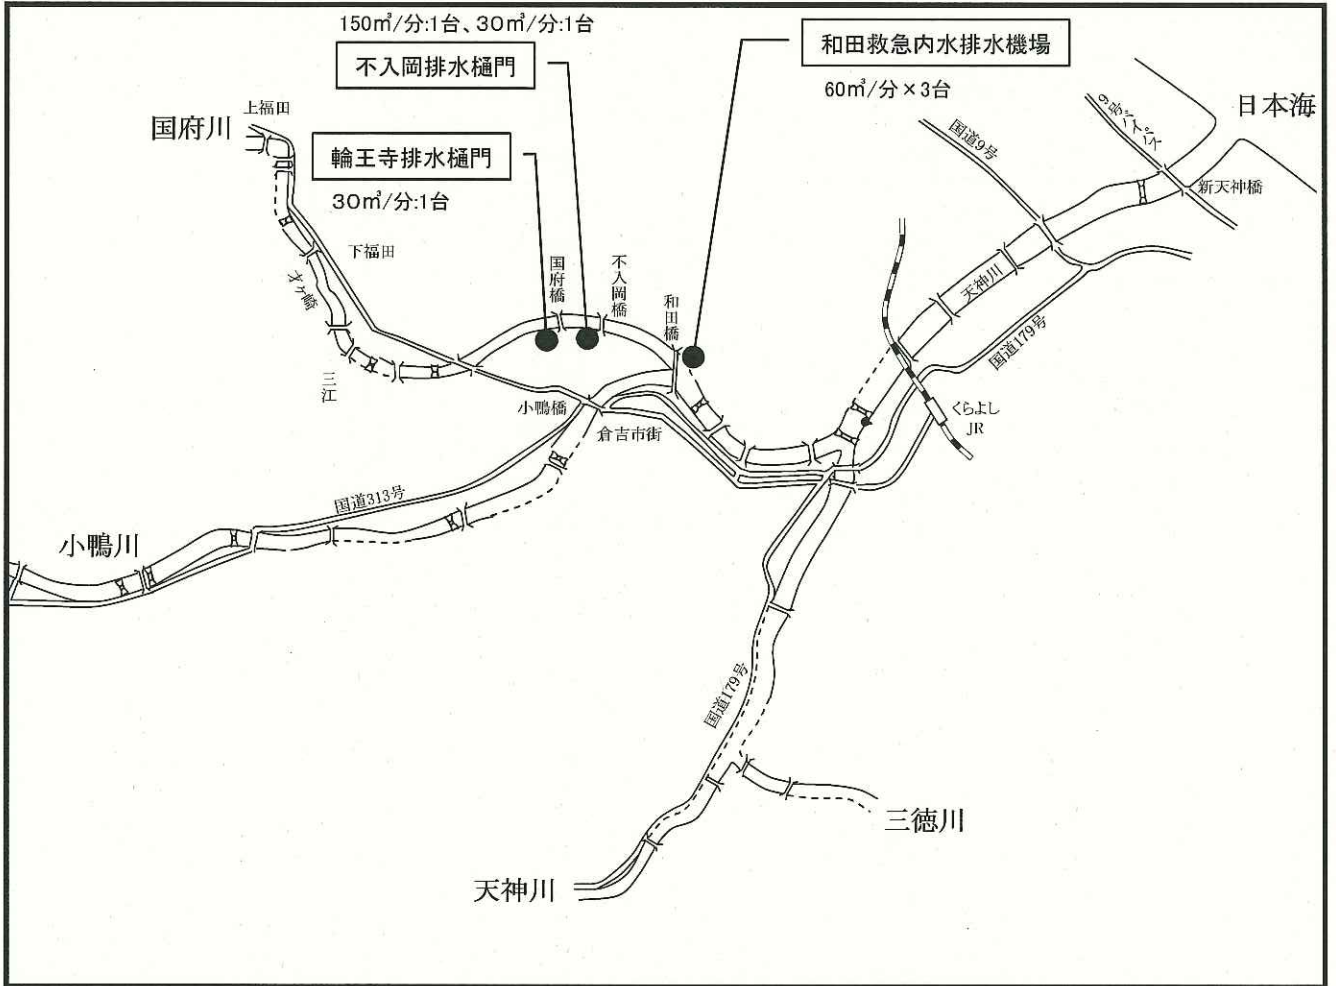 150㎥/分:1台、30㎥/分:1台
不入岡排水樋門
和田救急内水排水機場
60㎥/分×3台
上福田
国府川
輪王寺排水樋門
30㎥/分:1台
国道9号
9号バイパス
日本海
新天神橋
下福田
才ヶ崎
国府橋
不入岡橋
和田橋
天神川
国道179号
三江
小鴨橋
倉吉市街
くらよし
JR
国道313号
小鴨川
国道179号
三徳川
天神川